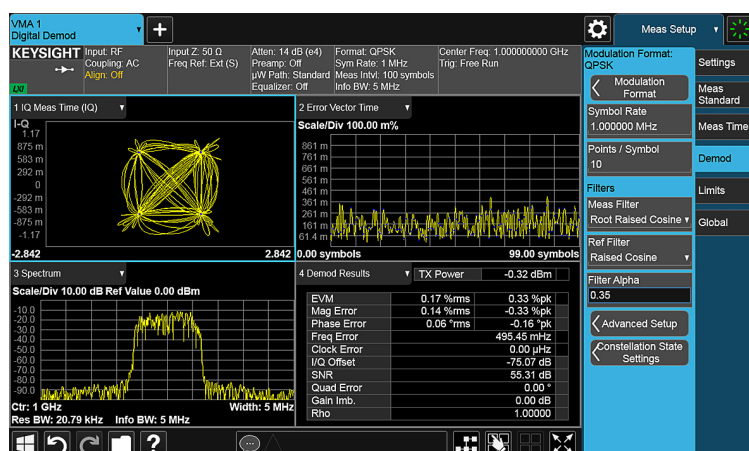 VMA 1
Digital Demod
Meas Setup
KEYSIGHT
LXI
Input: RF
Coupling: AC
Align: Off
Input Z: 50 Ω
Freq Ref: Ext (S)
Atten: 14 dB (e4)
Preamp: Off
µW Path: Standard
Equalizer: Off
Format: QPSK
Sym Rate: 1 MHz
Meas Intvl: 100 symbols
Info BW: 5 MHz
Center Freq: 1.000000000 GHz
Trig: Free Run
1 IQ Meas Time (IQ)
I-Q
1.17
875 m
583 m
292 m
0
-292 m
-583 m
-875 m
-1.17
-2.842
2.842
2 Error Vector Time
Scale/Div 100.00 m%
861 m
761 m
661 m
561 m
461 m
361 m
261 m
161 m
61.4 m
0.00 symbols
99.00 symbols
3 Spectrum
Scale/Div 10.00 dB Ref Value 0.00 dBm
-10.0
-20.0
-30.0
-40.0
-50.0
-60.0
-70.0
-80.0
-90.0
Ctr: 1 GHz
Width: 5 MHz
Res BW: 20.79 kHz Info BW: 5 MHz
4 Demod Results
TX Power -0.32 dBm
EVM 0.17 %rms 0.33 %pk
Mag Error 0.14 %rms -0.33 %pk
Phase Error 0.06 °rms -0.16 °pk
Freq Error 495.45 mHz
Clock Error 0.00 µHz
I/Q Offset -75.07 dB
SNR 55.31 dB
Quad Error 0.00 °
Gain Imb. 0.00 dB
Rho 1.00000
Modulation Format:
QPSK
Modulation
Format
Symbol Rate
1.000000 MHz
Points / Symbol
10
Filters
Meas Filter
Root Raised Cosine
Ref Filter
Raised Cosine
Filter Alpha
0.35
Advanced Setup
Constellation State
Settings
Settings
Meas
Standard
Meas Time
Demod
Limits
Global